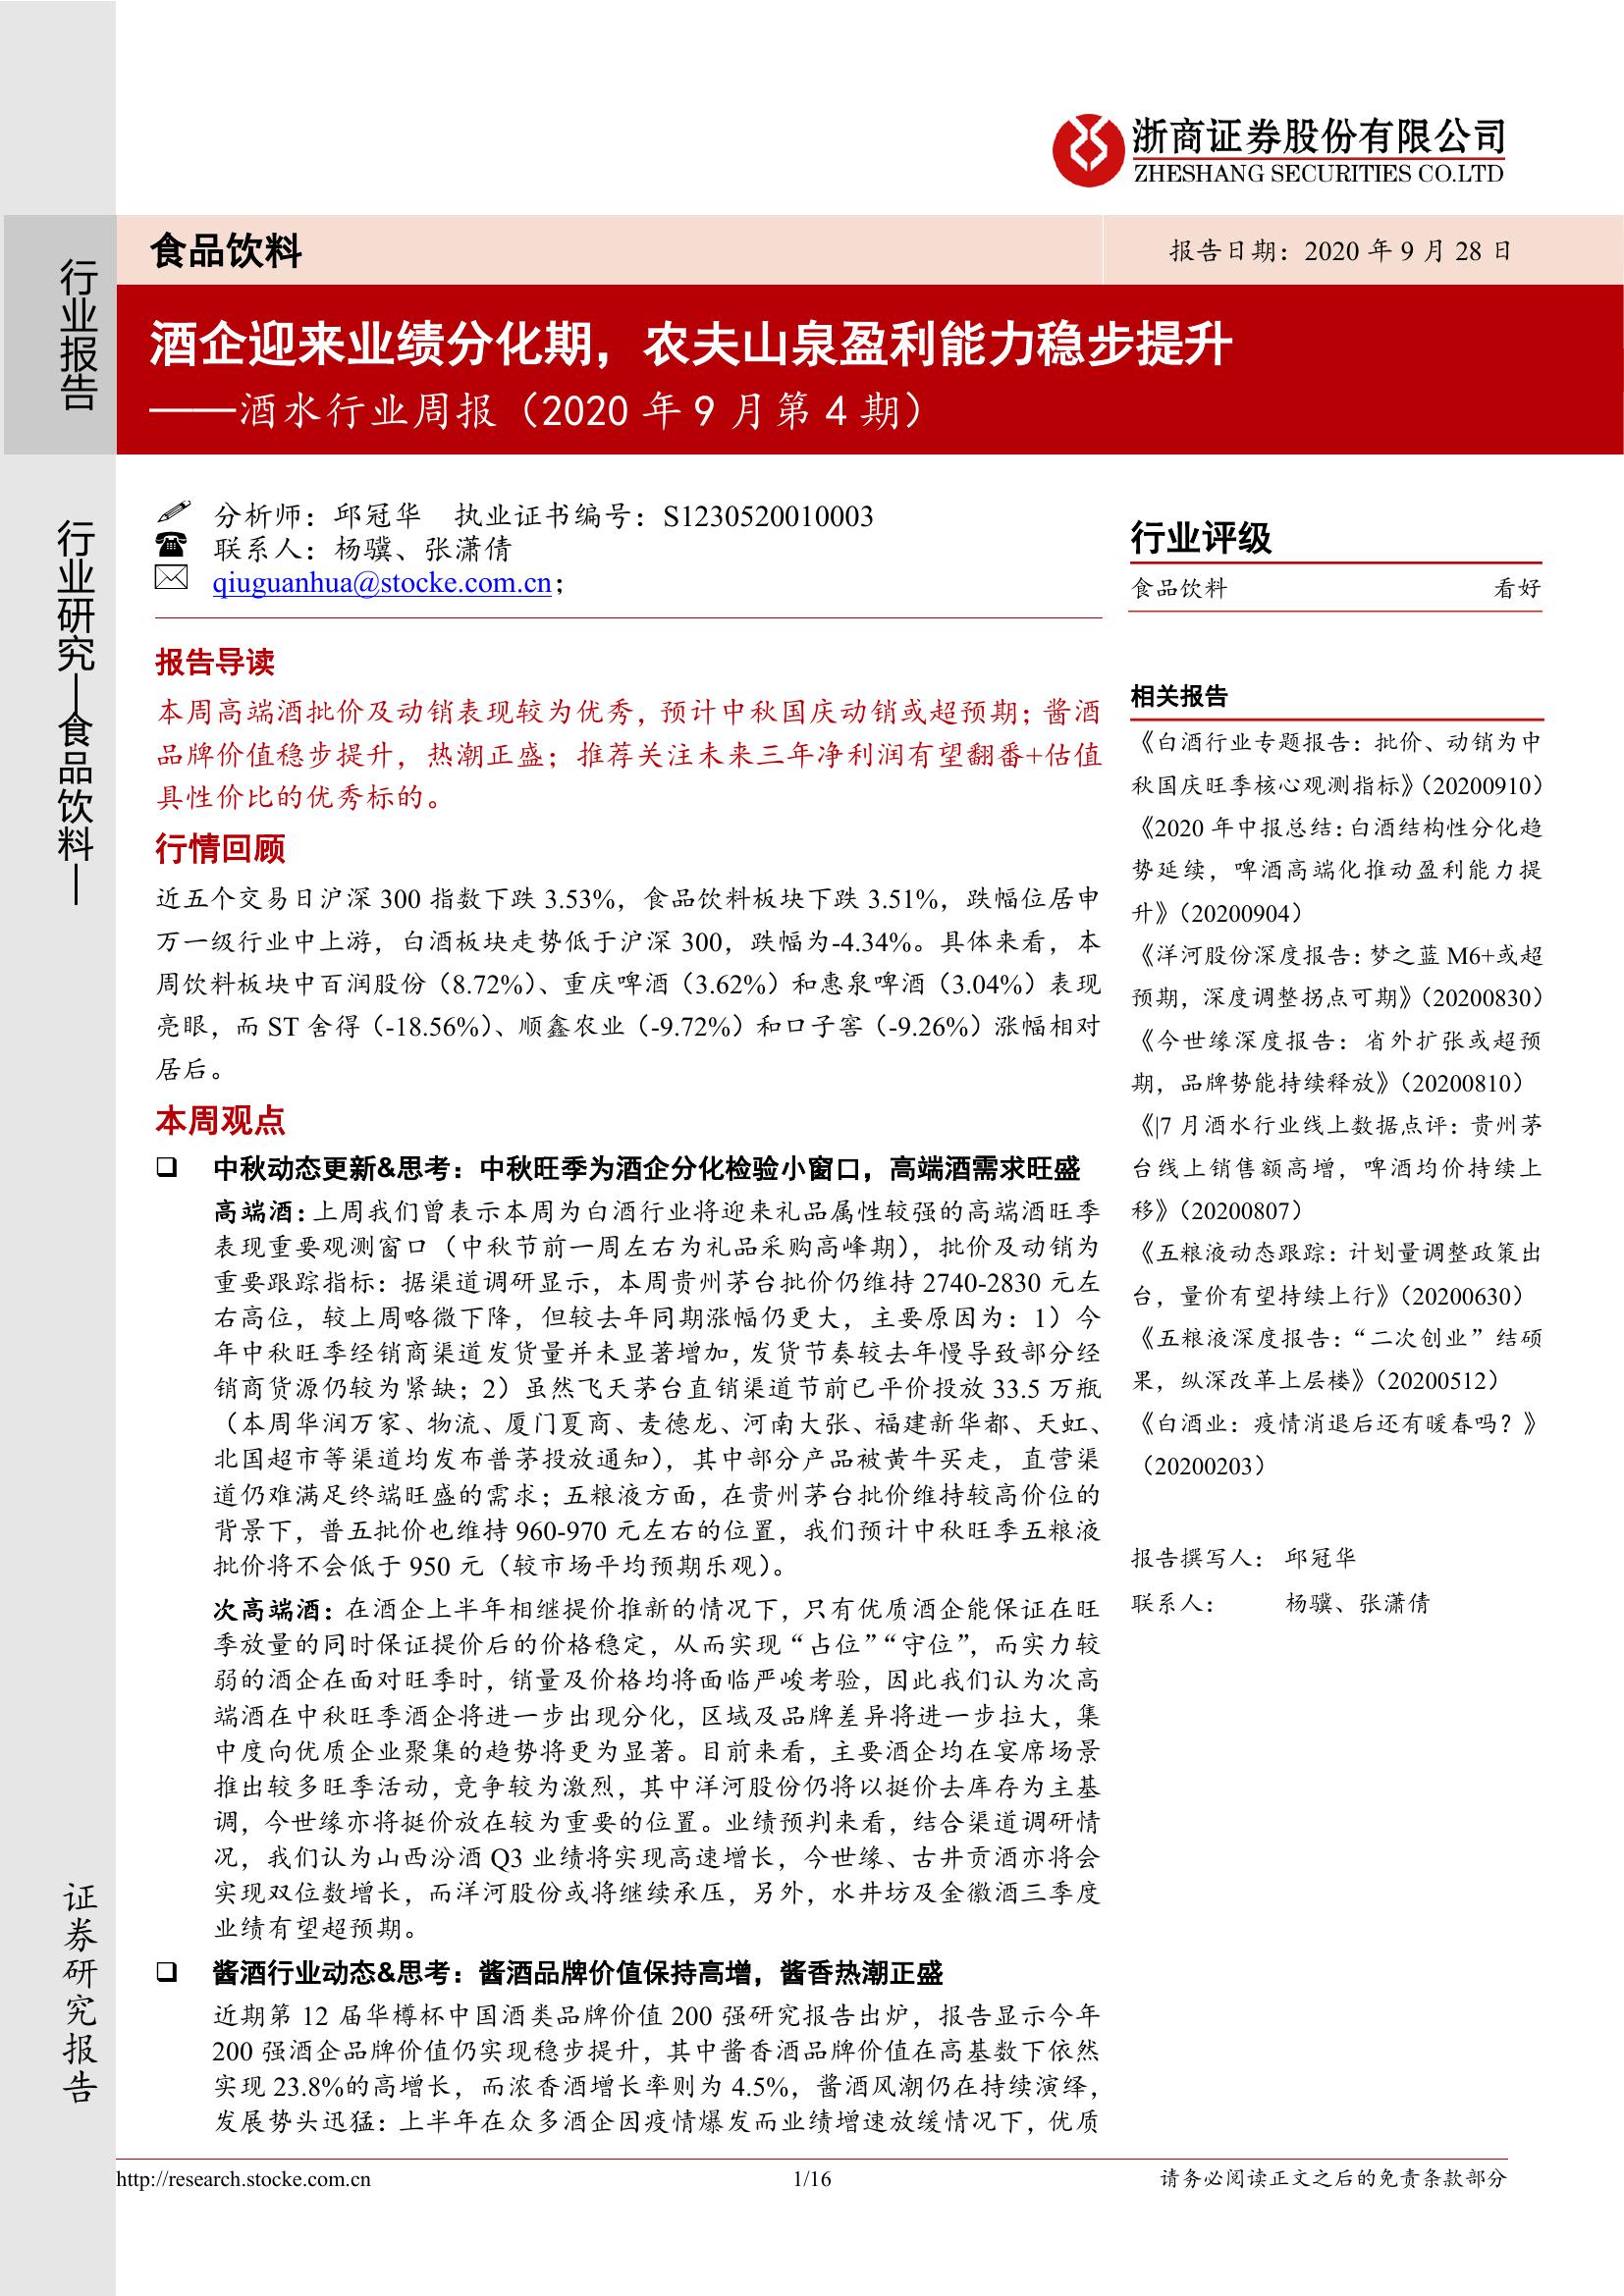 浙商证券股份有限公司
ZHESHANG SECURITIES CO.LTD
行业报告
食品饮料
报告日期：2020 年 9 月 28 日
酒企迎来业绩分化期，农夫山泉盈利能力稳步提升
——酒水行业周报（2020 年 9 月第 4 期）
行业研究—食品饮料—
分析师：邱冠华 执业证书编号：S1230520010003
联系人：杨骥、张潇倩
qiuguanhua@stocke.com.cn；
报告导读
本周高端酒批价及动销表现较为优秀，预计中秋国庆动销或超预期；酱酒
品牌价值稳步提升，热潮正盛；推荐关注未来三年净利润有望翻番+估值
具性价比的优秀标的。
行情回顾
近五个交易日沪深 300 指数下跌 3.53%，食品饮料板块下跌 3.51%，跌幅位居申
万一级行业中上游，白酒板块走势低于沪深 300，跌幅为-4.34%。具体来看，本
周饮料板块中百润股份（8.72%）、重庆啤酒（3.62%）和惠泉啤酒（3.04%）表现
亮眼，而 ST 舍得（-18.56%）、顺鑫农业（-9.72%）和口子窖（-9.26%）涨幅相对
居后。
本周观点
❑ 中秋动态更新&思考：中秋旺季为酒企分化检验小窗口，高端酒需求旺盛
高端酒：上周我们曾表示本周为白酒行业将迎来礼品属性较强的高端酒旺季
表现重要观测窗口（中秋节前一周左右为礼品采购高峰期），批价及动销为
重要跟踪指标：据渠道调研显示，本周贵州茅台批价仍维持 2740-2830 元左
右高位，较上周略微下降，但较去年同期涨幅仍更大，主要原因为：1）今
年中秋旺季经销商渠道发货量并未显著增加，发货节奏较去年慢导致部分经
销商货源仍较为紧缺；2）虽然飞天茅台直销渠道节前已平价投放 33.5 万瓶
（本周华润万家、物流、厦门夏商、麦德龙、河南大张、福建新华都、天虹、
北国超市等渠道均发布普茅投放通知），其中部分产品被黄牛买走，直营渠
道仍难满足终端旺盛的需求；五粮液方面，在贵州茅台批价维持较高价位的
背景下，普五批价也维持 960-970 元左右的位置，我们预计中秋旺季五粮液
批价将不会低于 950 元（较市场平均预期乐观）。
次高端酒：在酒企上半年相继提价推新的情况下，只有优质酒企能保证在旺
季放量的同时保证提价后的价格稳定，从而实现“占位”“守位”，而实力较
弱的酒企在面对旺季时，销量及价格均将面临严峻考验，因此我们认为次高
端酒在中秋旺季酒企将进一步出现分化，区域及品牌差异将进一步拉大，集
中度向优质企业聚集的趋势将更为显著。目前来看，主要酒企均在宴席场景
推出较多旺季活动，竞争较为激烈，其中洋河股份仍将以挺价去库存为主基
调，今世缘亦将挺价放在较为重要的位置。业绩预判来看，结合渠道调研情
况，我们认为山西汾酒 Q3 业绩将实现高速增长，今世缘、古井贡酒亦将会
实现双位数增长，而洋河股份或将继续承压，另外，水井坊及金徽酒三季度
业绩有望超预期。
❑ 酱酒行业动态&思考：酱酒品牌价值保持高增，酱香热潮正盛
近期第 12 届华樽杯中国酒类品牌价值 200 强研究报告出炉，报告显示今年
200 强酒企品牌价值仍实现稳步提升，其中酱香酒品牌价值在高基数下依然
实现 23.8%的高增长，而浓香酒增长率则为 4.5%，酱酒风潮仍在持续演绎，
发展势头迅猛：上半年在众多酒企因疫情爆发而业绩增速放缓情况下，优质
行业评级
食品饮料 看好
相关报告
《白酒行业专题报告：批价、动销为中
秋国庆旺季核心观测指标》（20200910）
《2020 年中报总结：白酒结构性分化趋
势延续，啤酒高端化推动盈利能力提
升》（20200904）
《洋河股份深度报告：梦之蓝 M6+或超
预期，深度调整拐点可期》（20200830）
《今世缘深度报告：省外扩张或超预
期，品牌势能持续释放》（20200810）
《|7 月酒水行业线上数据点评：贵州茅
台线上销售额高增，啤酒均价持续上
移》（20200807）
《五粮液动态跟踪：计划量调整政策出
台，量价有望持续上行》（20200630）
《五粮液深度报告：“二次创业”结硕
果，纵深改革上层楼》（20200512）
《白酒业：疫情消退后还有暖春吗？》
（20200203）
报告撰写人： 邱冠华
联系人： 杨骥、张潇倩
证券研究报告
http://research.stocke.com.cn
1/16
请务必阅读正文之后的免责条款部分